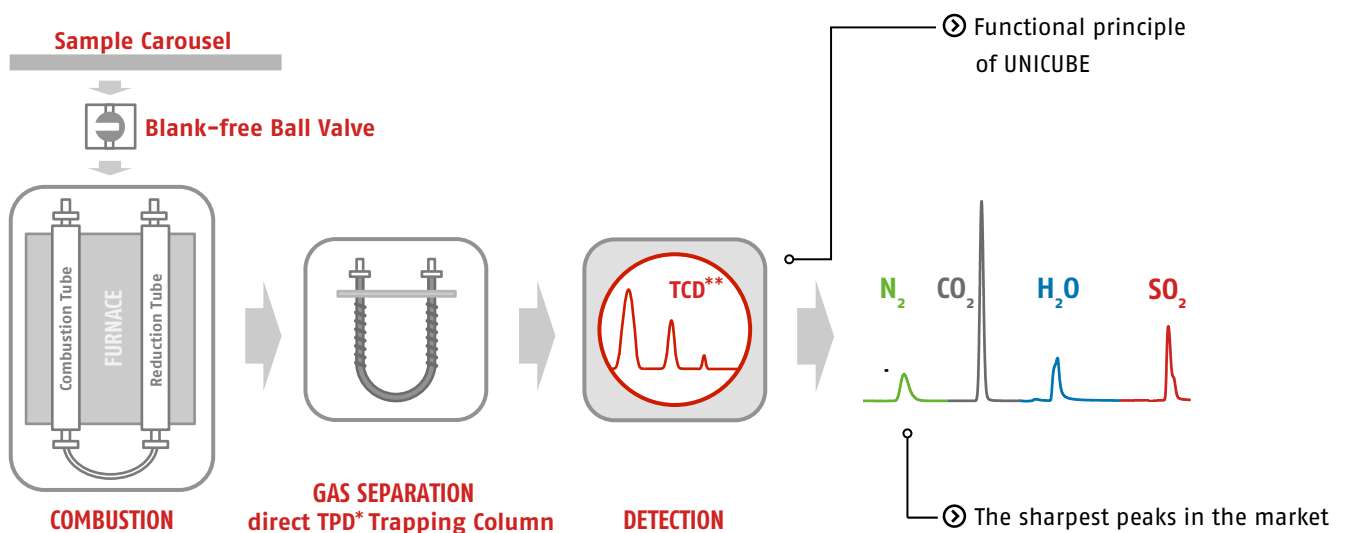 Functional principle
of UNICUBE
Sample Carousel
Blank-free Ball Valve
Combustion Tube
FURNACE
Reduction Tube
TCD**
N₂
CO₂
H₂O
SO₂
COMBUSTION
GAS SEPARATION
direct TPD* Trapping Column
DETECTION
The sharpest peaks in the market